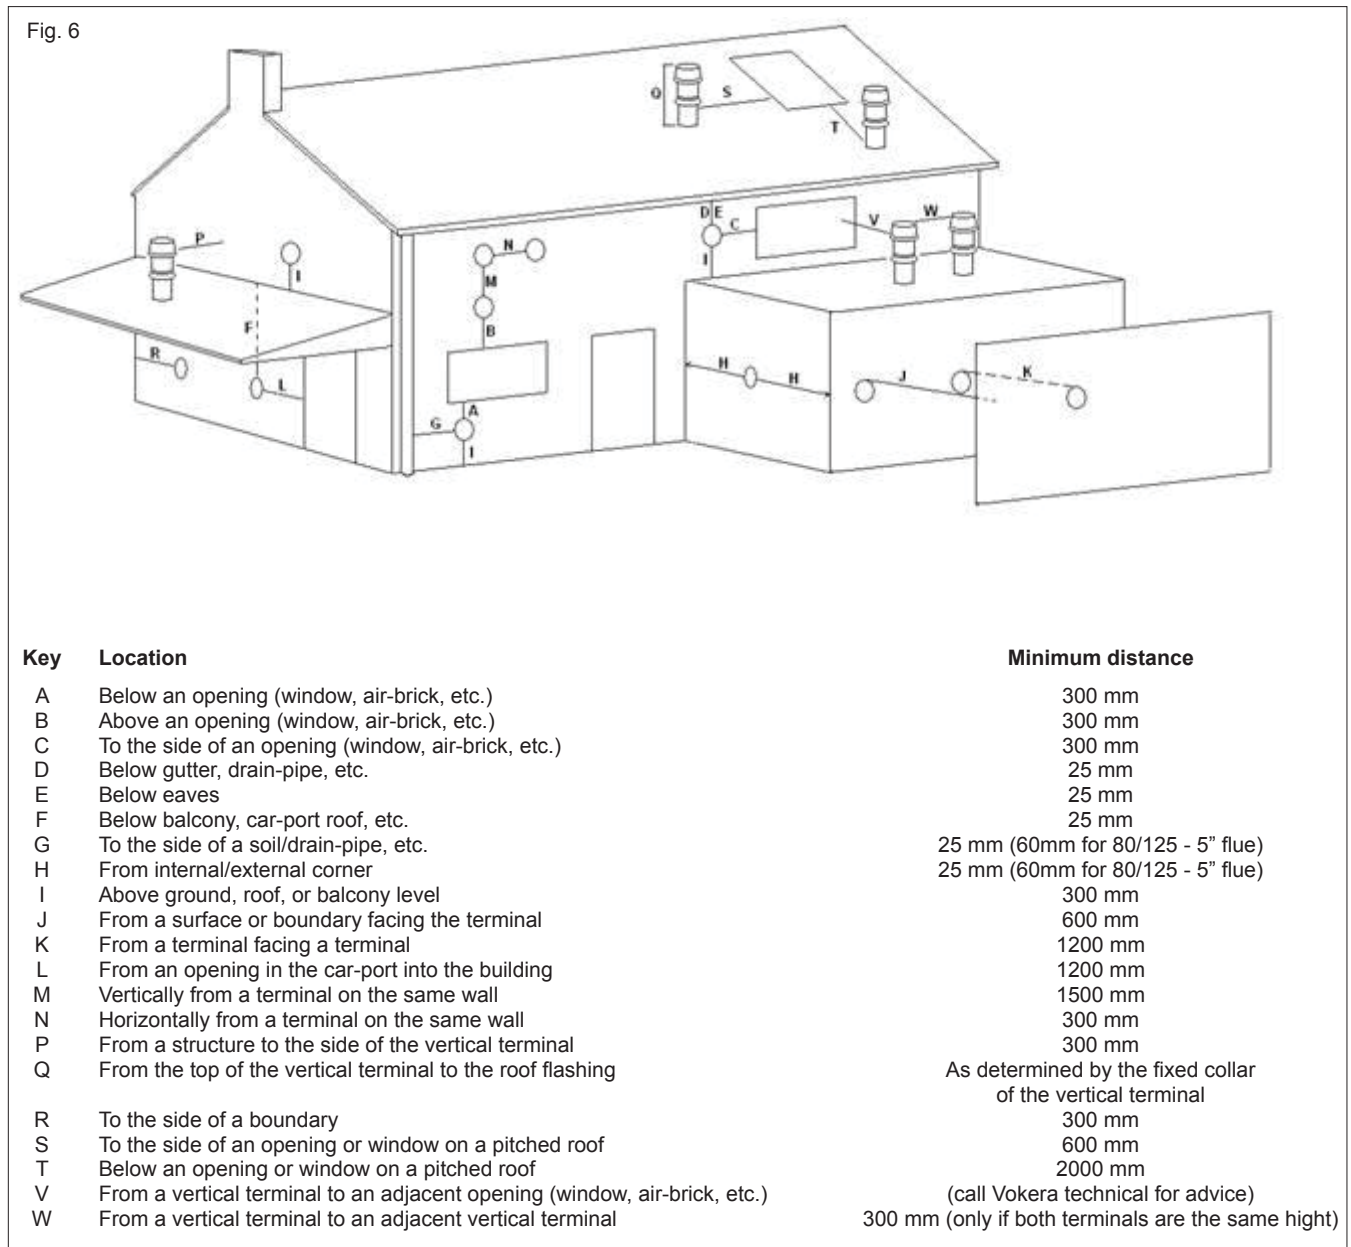 Fig. 6
Q
S
T
D E
C
V
W
I
P
I
N
M
B
F
R
L
H
H
J
K
A
G
I
Key Location Minimum distance
A Below an opening (window, air-brick, etc.) 300 mm
B Above an opening (window, air-brick, etc.) 300 mm
C To the side of an opening (window, air-brick, etc.) 300 mm
D Below gutter, drain-pipe, etc. 25 mm
E Below eaves 25 mm
F Below balcony, car-port roof, etc. 25 mm
G To the side of a soil/drain-pipe, etc. 25 mm (60mm for 80/125 - 5” flue)
H From internal/external corner 25 mm (60mm for 80/125 - 5” flue)
I Above ground, roof, or balcony level 300 mm
J From a surface or boundary facing the terminal 600 mm
K From a terminal facing a terminal 1200 mm
L From an opening in the car-port into the building 1200 mm
M Vertically from a terminal on the same wall 1500 mm
N Horizontally from a terminal on the same wall 300 mm
P From a structure to the side of the vertical terminal 300 mm
Q From the top of the vertical terminal to the roof flashing As determined by the fixed collar
of the vertical terminal
R To the side of a boundary 300 mm
S To the side of an opening or window on a pitched roof 600 mm
T Below an opening or window on a pitched roof 2000 mm
V From a vertical terminal to an adjacent opening (window, air-brick, etc.) (call Vokera technical for advice)
W From a vertical terminal to an adjacent vertical terminal 300 mm (only if both terminals are the same hight)